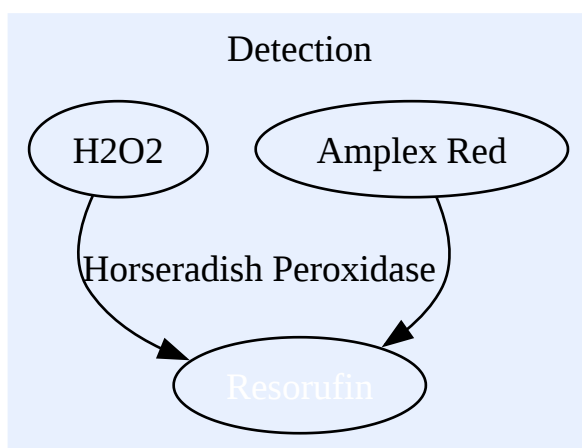 Detection
H2O2
Amplex Red
Horseradish Peroxidase
Resorufin